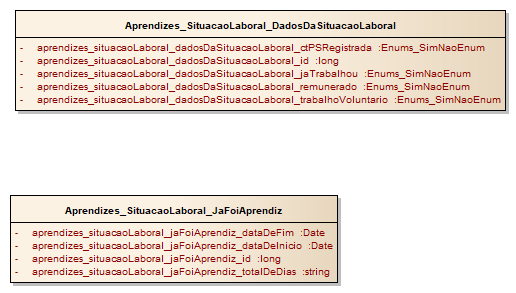 Aprendizes_SituacaoLaboral_DadosDaSituacaoLaboral
- aprendizes_situacaoLaboral_dadosDaSituacaoLaboral_ctPSRegistrada :Enums_SimNaoEnum
- aprendizes_situacaoLaboral_dadosDaSituacaoLaboral_id :long
- aprendizes_situacaoLaboral_dadosDaSituacaoLaboral_jaTrabalhou :Enums_SimNaoEnum
- aprendizes_situacaoLaboral_dadosDaSituacaoLaboral_remunerado :Enums_SimNaoEnum
- aprendizes_situacaoLaboral_dadosDaSituacaoLaboral_trabalhoVoluntario :Enums_SimNaoEnum
Aprendizes_SituacaoLaboral_JaFoiAprendiz
- aprendizes_situacaoLaboral_jaFoiAprendiz_dataDeFim :Date
- aprendizes_situacaoLaboral_jaFoiAprendiz_dataDeInicio :Date
- aprendizes_situacaoLaboral_jaFoiAprendiz_id :long
- aprendizes_situacaoLaboral_jaFoiAprendiz_totalDeDias :string